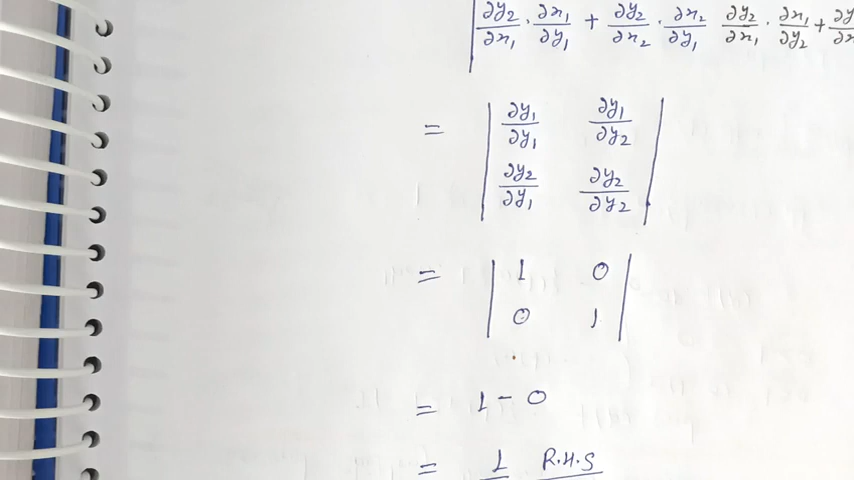 | ∂y₂/∂x₁ · ∂x₁/∂y₁ + ∂y₂/∂x₂ · ∂x₂/∂y₁   ∂y₂/∂x₁ · ∂x₁/∂y₂ +
= | ∂y₁/∂y₁   ∂y₁/∂y₂ |
| ∂y₂/∂y₁   ∂y₂/∂y₂ |
= | 1   0 |
| 0   1 |
= 1 - 0
= 1   R.H.S